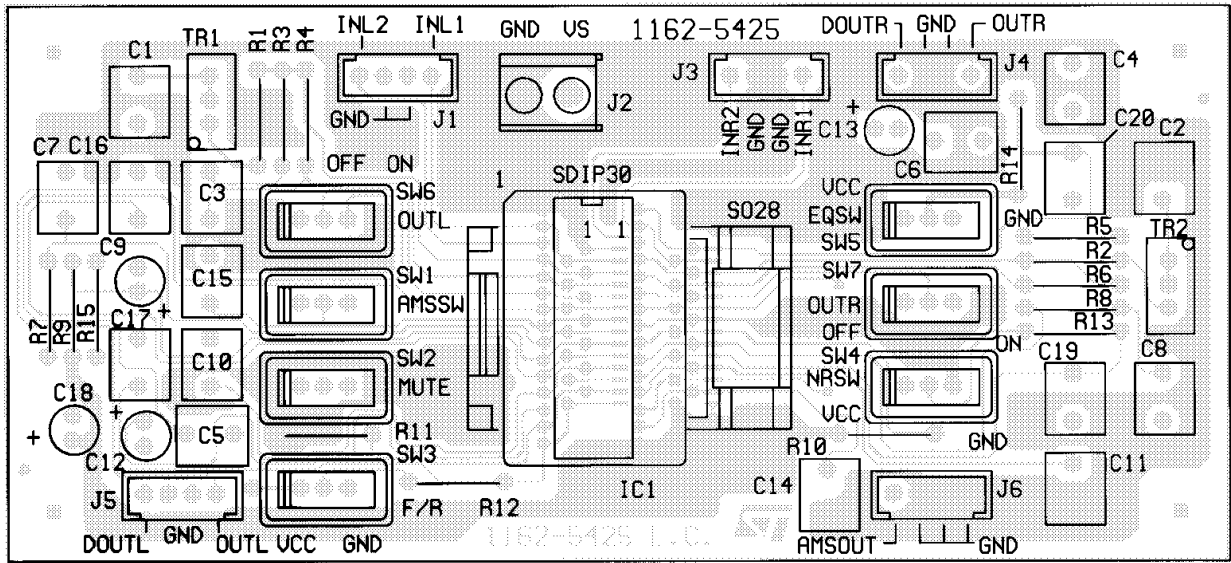 C1
TR1
R1
R3
R4
INL2
INL1
GND
J1
GND VS
J2
1162-5425
J3
INR2
GND
GND
INR1
DOUTR
GND
OUTR
J4
C4
+
C13
C6
R14
C20
C2
C7
C16
C3
OFF ON
SW6
OUTL
1
SDIP30
1 1
SO28
VCC
EQSW
SW5
GND
R5
TR2
R2
R6
R8
R13
C9
C15
+
SW1
AMSSW
SW7
OUTR
OFF
ON
R7
R9
R15
C17
C10
SW2
MUTE
SW4
NRSW
VCC
GND
C19
C8
C18
+
+
C12
C5
R11
SW3
F/R
R12
IC1
R10
C14
C11
J5
DOUTL
GND
OUTL
VCC
GND
1162-5425 L.C.
ST
J6
AMSOUT
GND